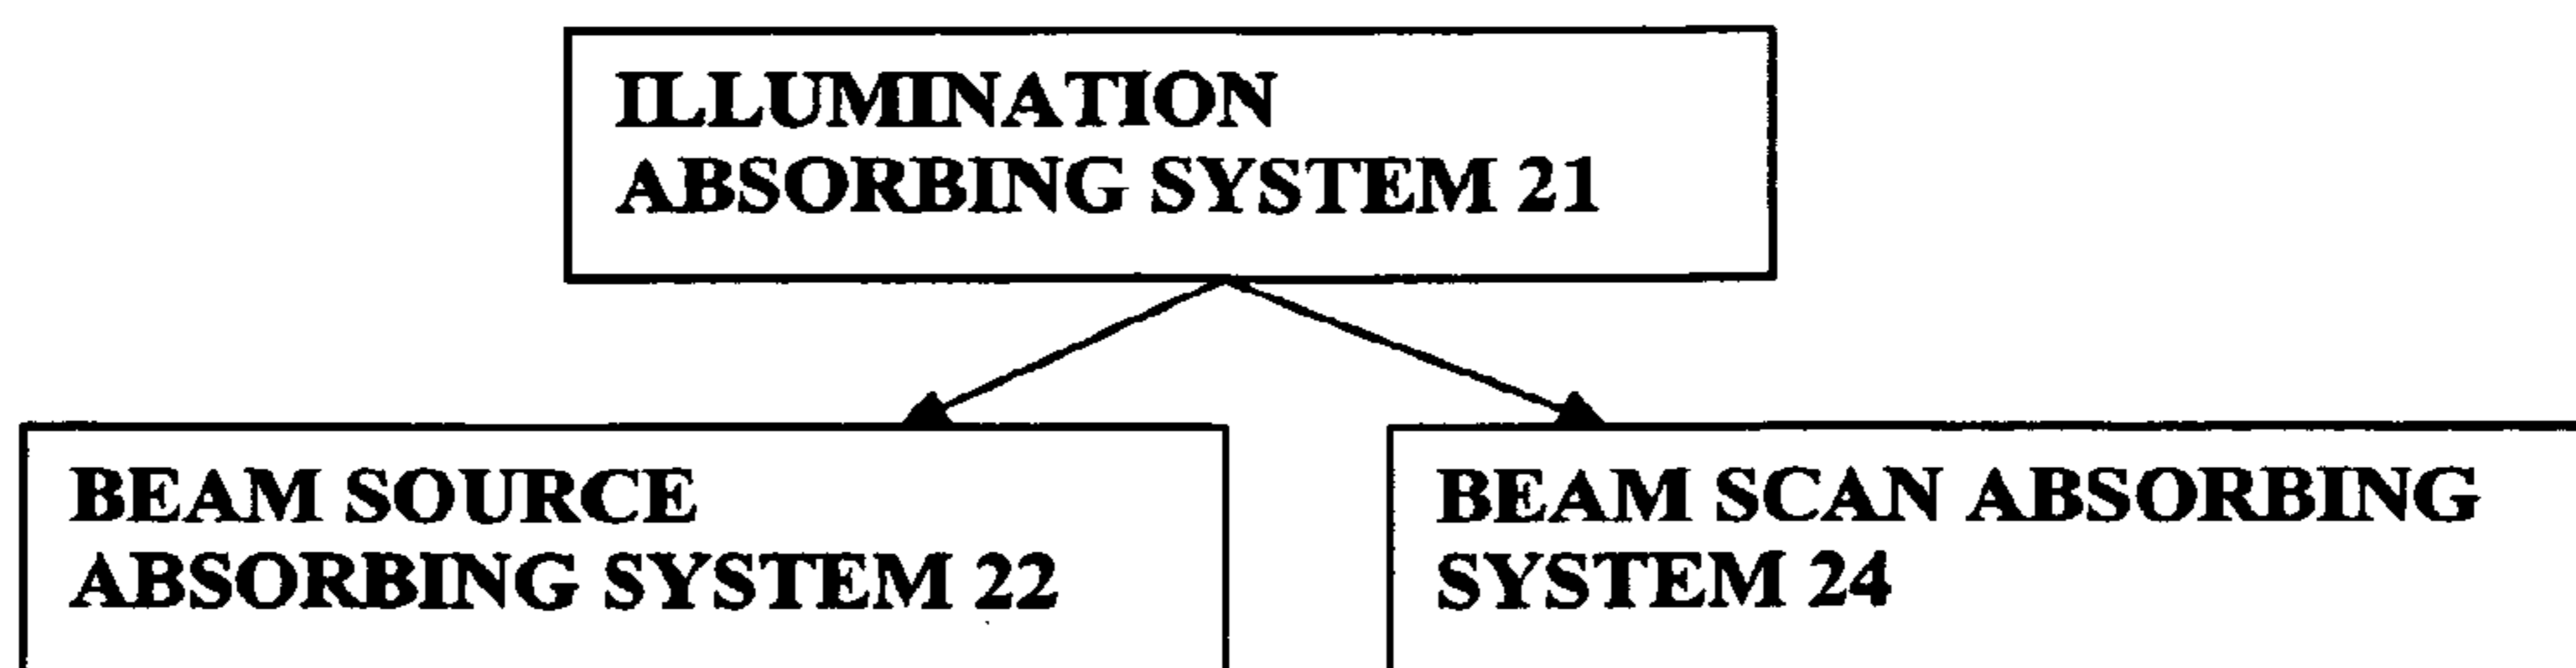 ILLUMINATION
ABSORBING SYSTEM 21
BEAM SOURCE
ABSORBING SYSTEM 22
BEAM SCAN ABSORBING
SYSTEM 24